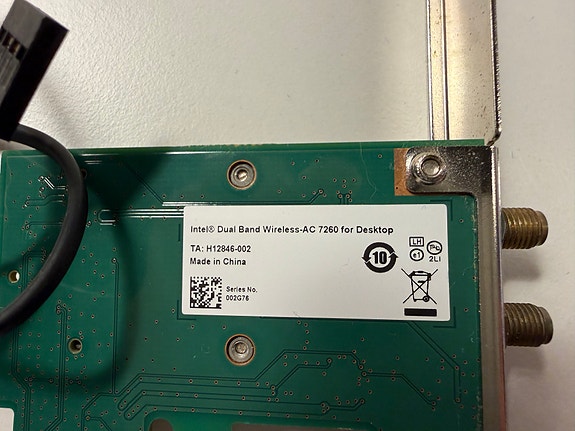 Intel® Dual Band Wireless-AC 7260 for Desktop
TA: H12846-002
Made in China
Series No.
002G76
10
LH
e1
Pb
2LI